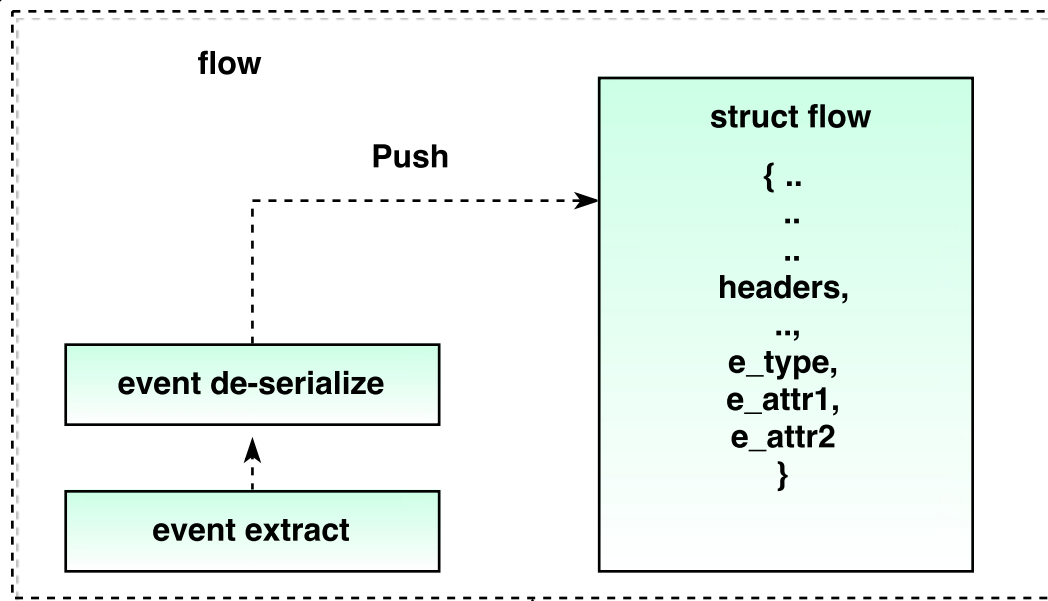 flow
Push
struct flow
{ ..
..
..
headers,
..,
e_type,
e_attr1,
e_attr2
}
event de-serialize
event extract